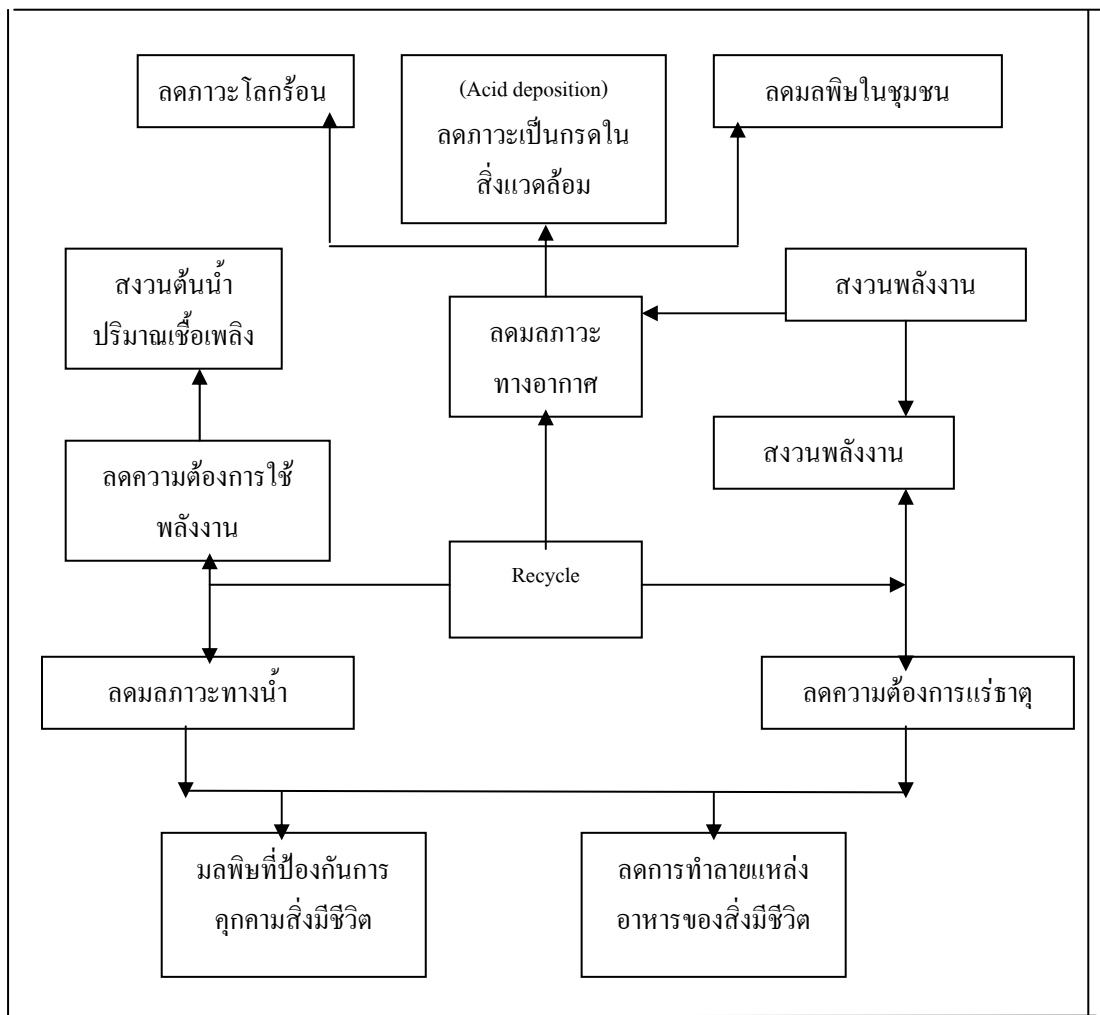 ลดภาวะโลกร้อน
(Acid deposition)
ลดภาวะเป็นกรดใน
สิ่งแวดล้อม
ลดมลพิษในชุมชน
สงวนต้นน้ำ
ปริมาณเชื้อเพลิง
ลดมลภาวะ
ทางอากาศ
สงวนพลังงาน
ลดความต้องการใช้
พลังงาน
สงวนพลังงาน
Recycle
ลดมลภาวะทางน้ำ
ลดความต้องการแร่ธาตุ
มลพิษที่ป้องกันการ
คุกคามสิ่งมีชีวิต
ลดการทำลายแหล่ง
อาหารของสิ่งมีชีวิต